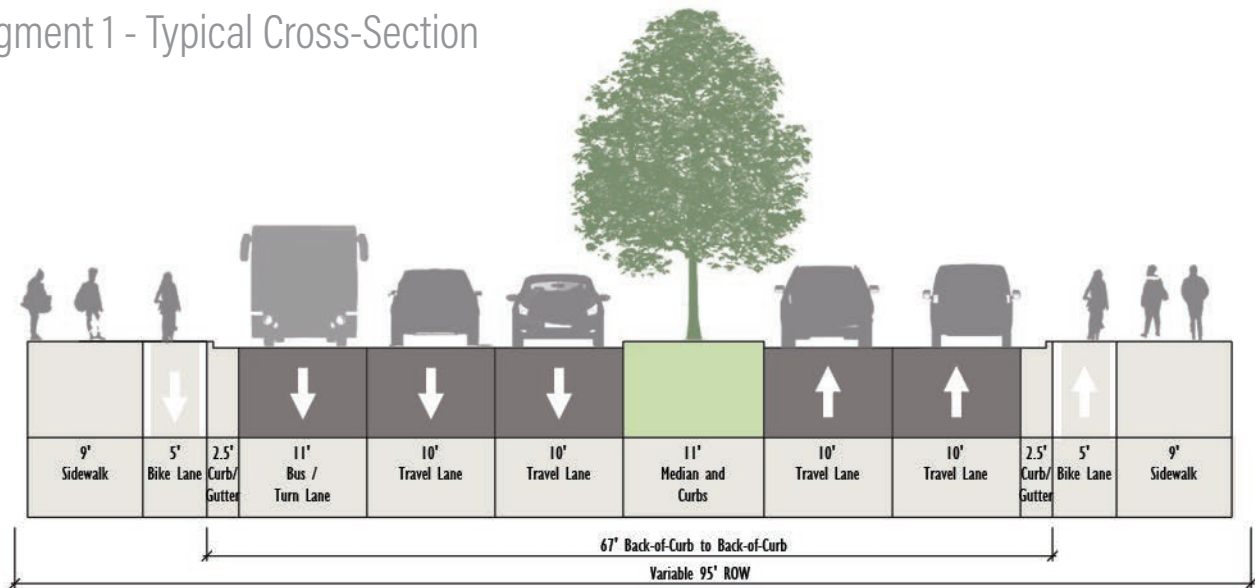 gment 1 - Typical Cross-Section
9'
Sidewalk
5'
Bike Lane
2.5'
Curb/
Gutter
11'
Bus /
Turn Lane
10'
Travel Lane
10'
Travel Lane
11'
Median and
Curbs
10'
Travel Lane
10'
Travel Lane
2.5'
Curb/
Gutter
5'
Bike Lane
9'
Sidewalk
67' Back-of-Curb to Back-of-Curb
Variable 95' ROW